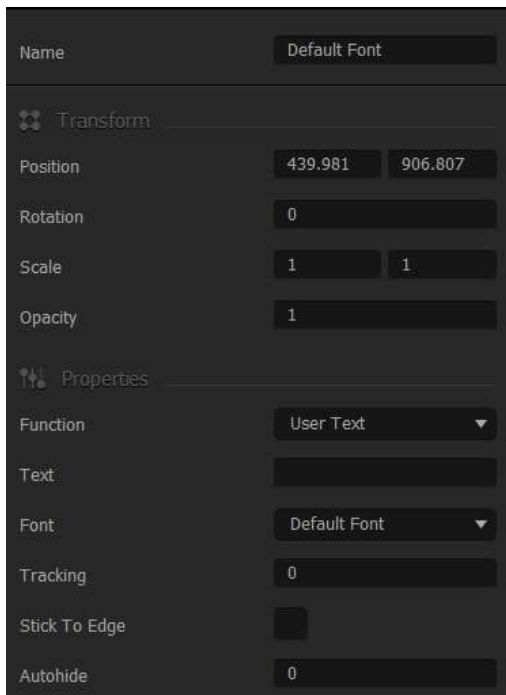 Name Default Font
Transform
Position 439.981 906.807
Rotation 0
Scale 1 1
Opacity 1
Properties
Function User Text
Text
Font Default Font
Tracking 0
Stick To Edge
Autohide 0